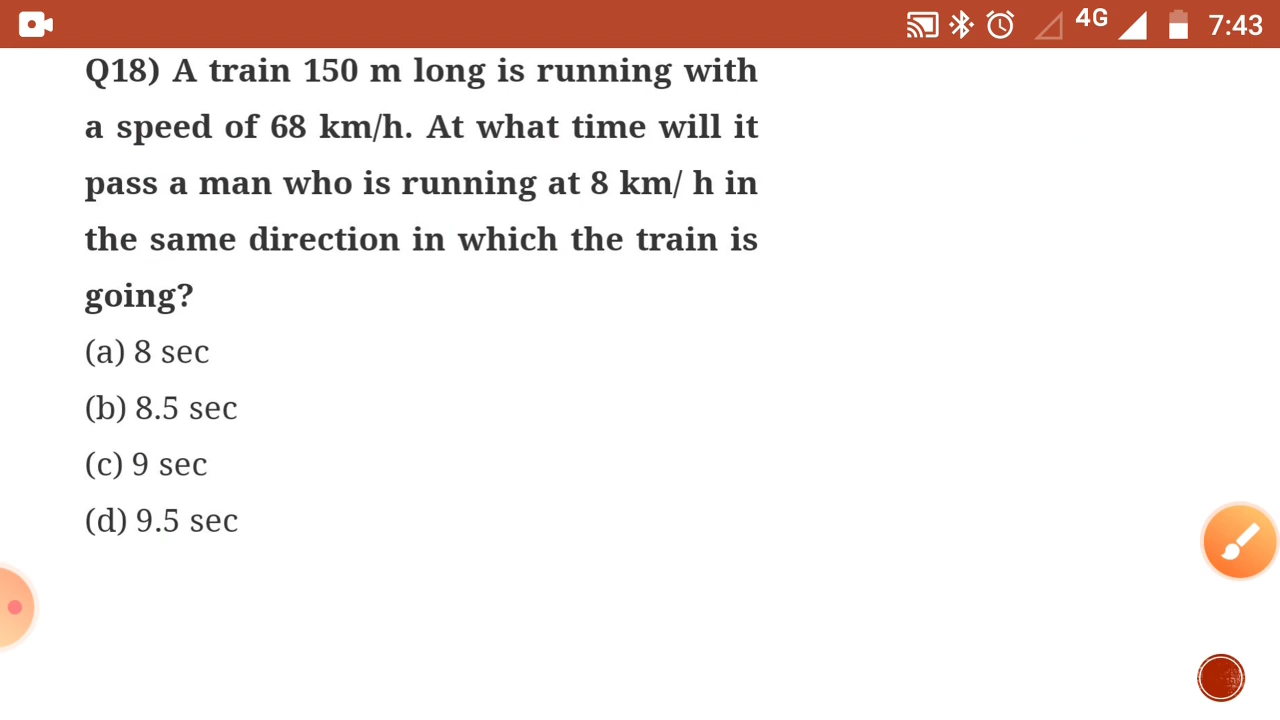 4G 7:43
Q18) A train 150 m long is running with
a speed of 68 km/h. At what time will it
pass a man who is running at 8 km/ h in
the same direction in which the train is
going?
(a) 8 sec
(b) 8.5 sec
(c) 9 sec
(d) 9.5 sec